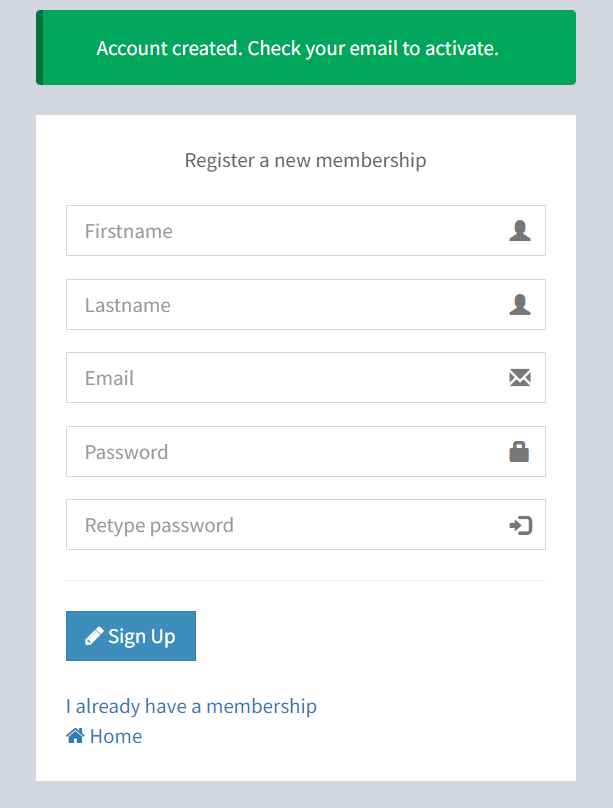 Account created. Check your email to activate.
Register a new membership
Firstname
Lastname
Email
Password
Retype password
Sign Up
I already have a membership
Home